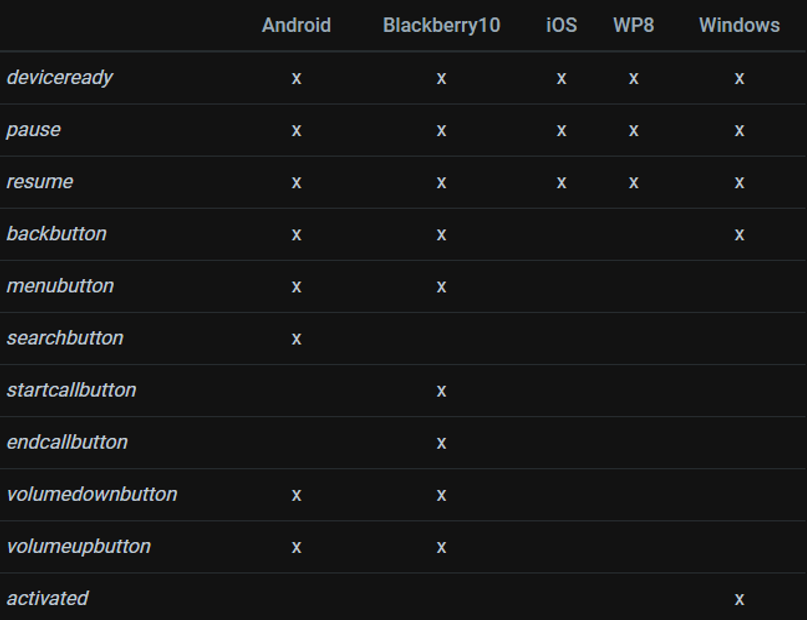 Android Blackberry10 iOS WP8 Windows
deviceready x x x x x
pause x x x x x
resume x x x x x
backbutton x x x
menubutton x x
searchbutton x
startcallbutton x
endcallbutton x
volumedownbutton x x
volumeupbutton x x
activated x